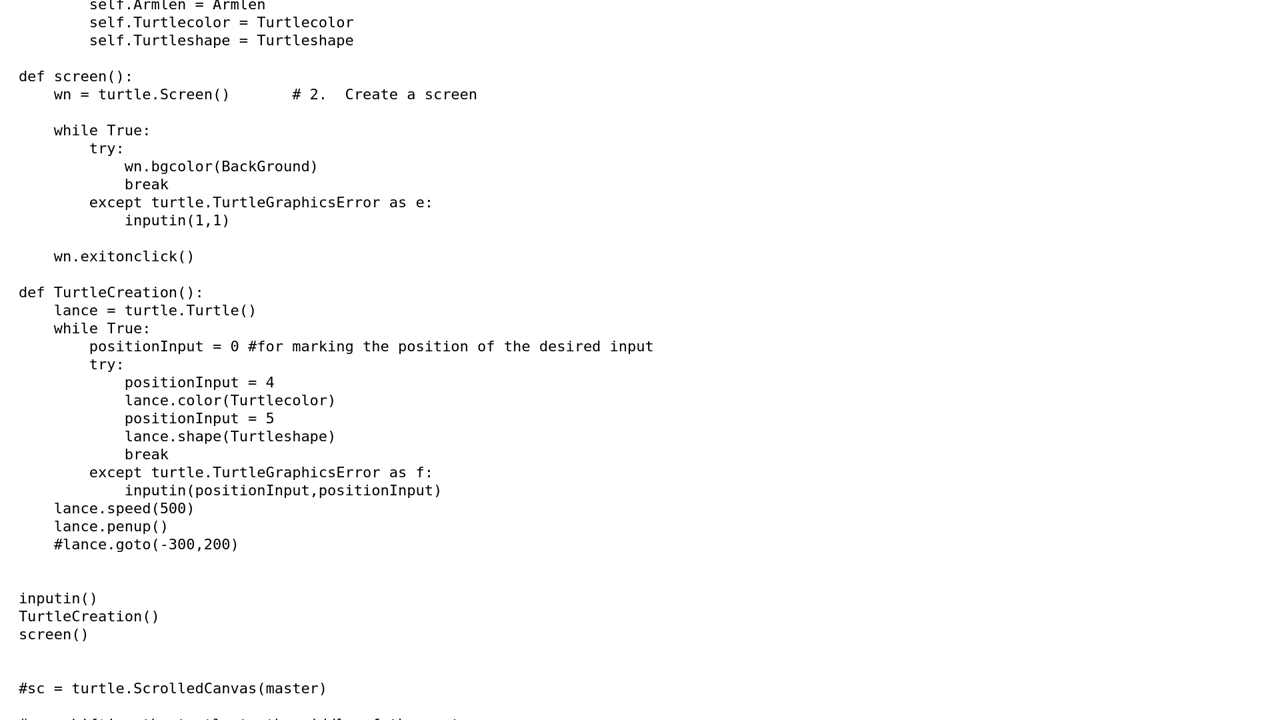 self.Armlen = Armlen
        self.Turtlecolor = Turtlecolor
        self.Turtleshape = Turtleshape
def screen():
    wn = turtle.Screen()       # 2.  Create a screen
    while True:
        try:
            wn.bgcolor(BackGround)
            break
        except turtle.TurtleGraphicsError as e:
            inputin(1,1)
    wn.exitonclick()
def TurtleCreation():
    lance = turtle.Turtle()
    while True:
        positionInput = 0 #for marking the position of the desired input
        try:
            positionInput = 4
            lance.color(Turtlecolor)
            positionInput = 5
            lance.shape(Turtleshape)
            break
        except turtle.TurtleGraphicsError as f:
            inputin(positionInput,positionInput)
    lance.speed(500)
    lance.penup()
    #lance.goto(-300,200)
inputin()
TurtleCreation()
screen()
#sc = turtle.ScrolledCanvas(master)